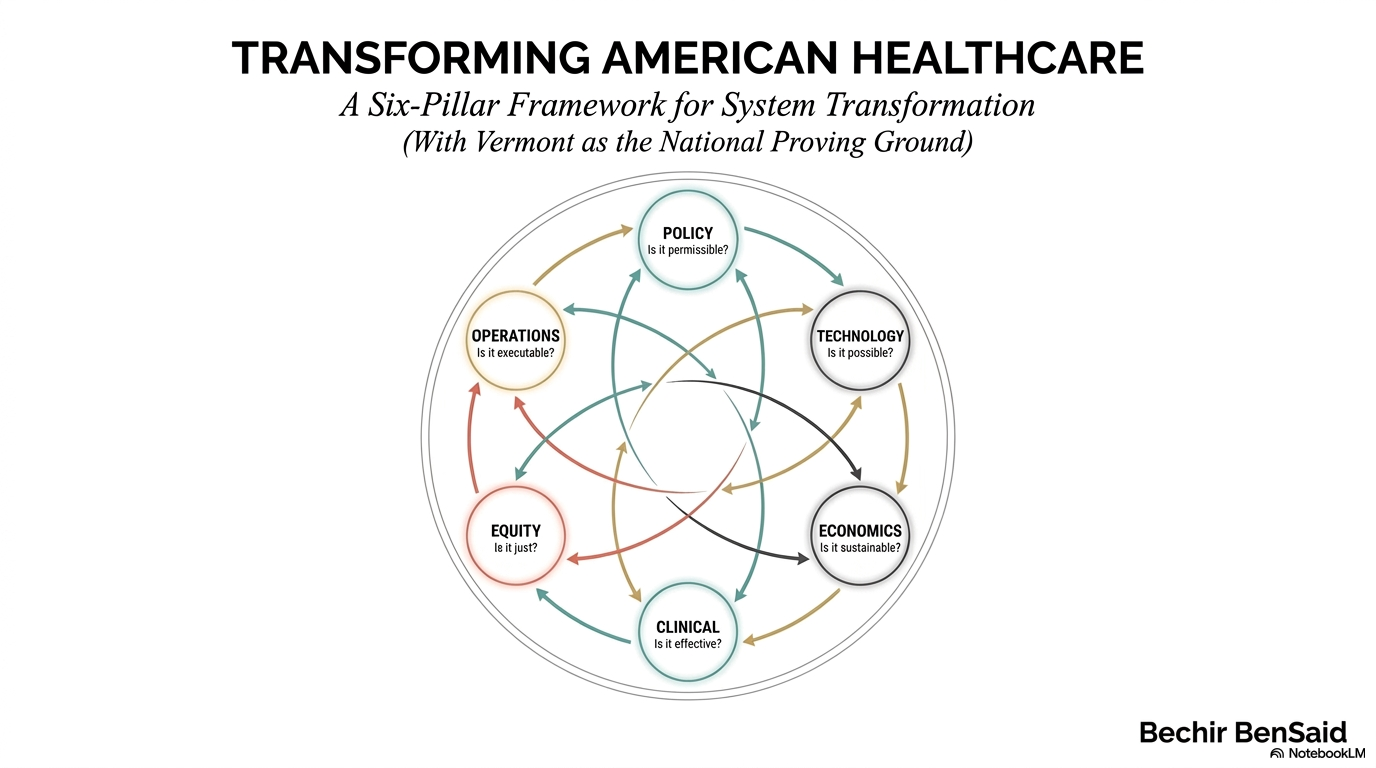 TRANSFORMING AMERICAN HEALTHCARE
A Six-Pillar Framework for System Transformation
(With Vermont as the National Proving Ground)
POLICY
Is it permissible?
OPERATIONS
Is it executable?
TECHNOLOGY
Is it possible?
EQUITY
Is it just?
ECONOMICS
Is it sustainable?
CLINICAL
Is it effective?
Bechir BenSaid
NotebookLM